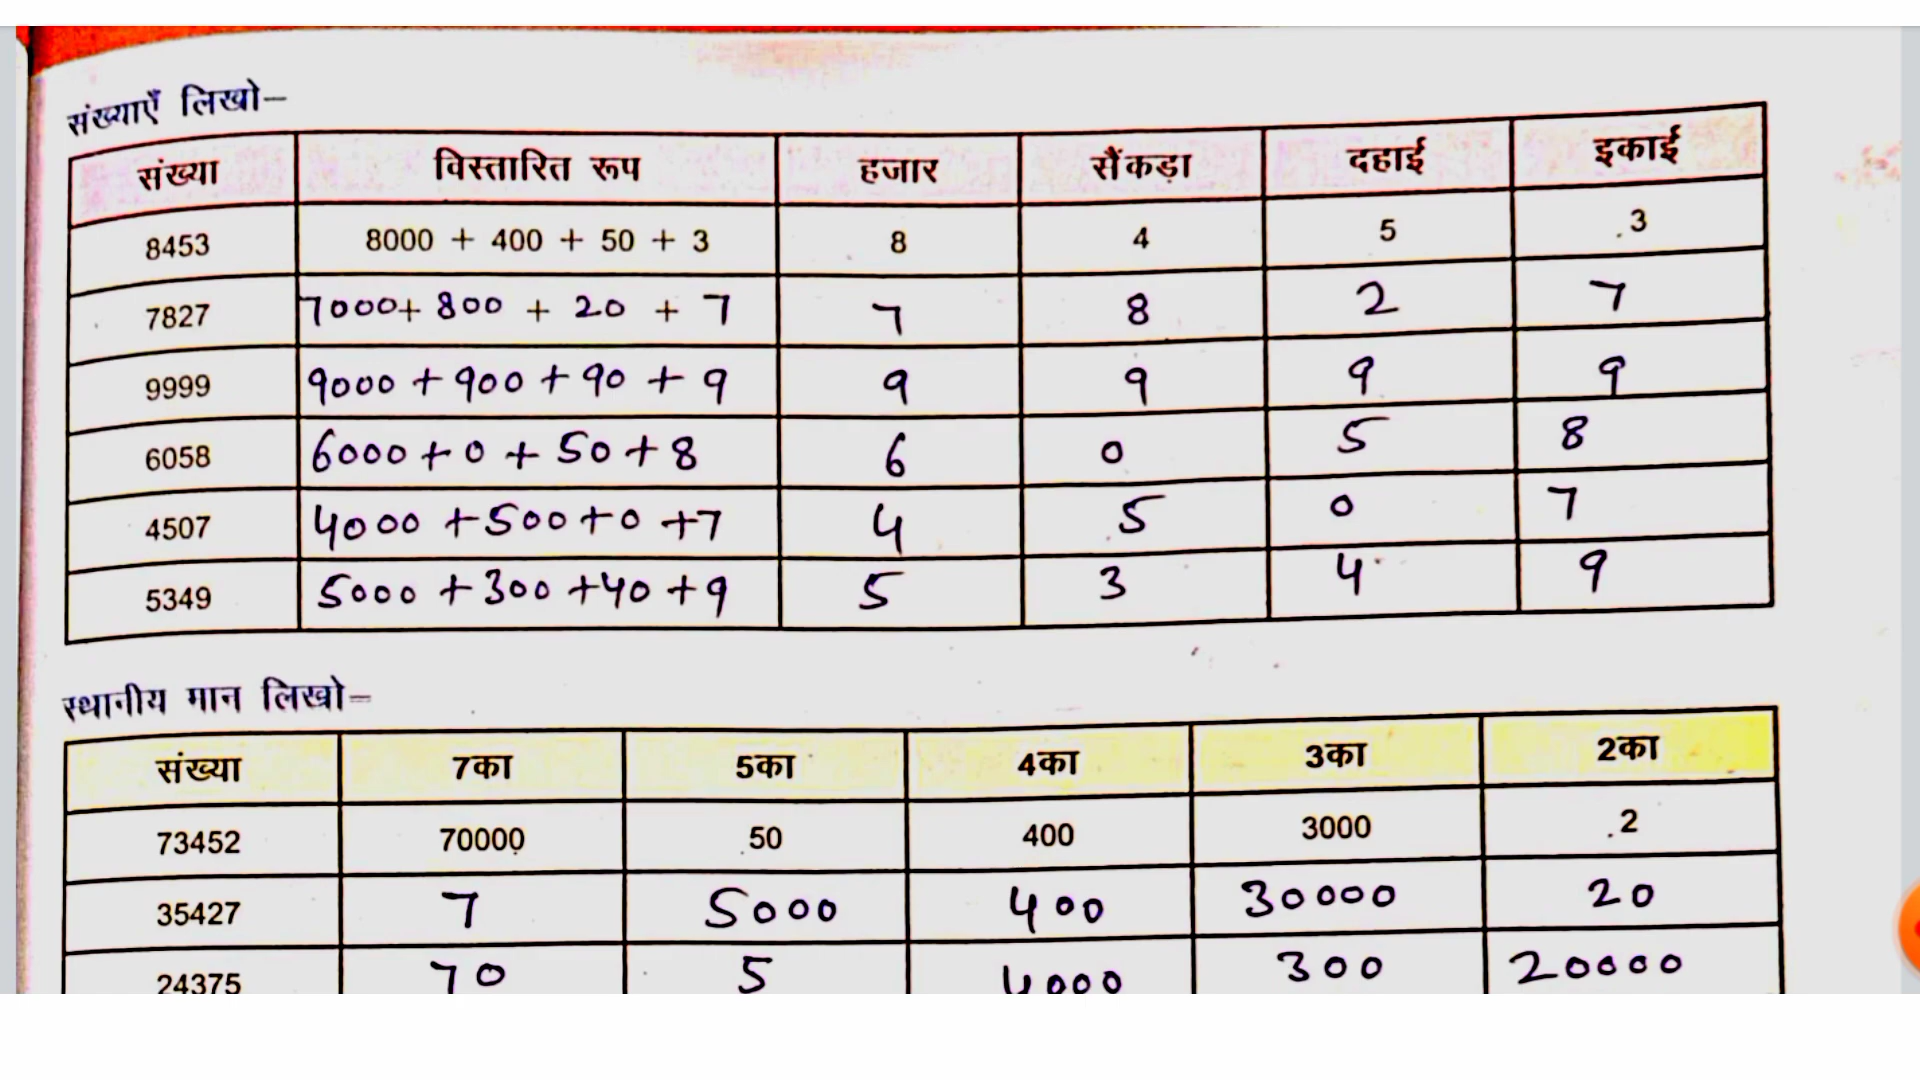 संख्याएँ लिखो–
संख्या विस्तारित रूप हजार सैंकड़ा दहाई इकाई
8453 8000 + 400 + 50 + 3 8 4 5 3
7827 7000+ 800 + 20 + 7 7 8 2 7
9999 9000 + 900 + 90 + 9 9 9 9 9
6058 6000 + 0 + 50 + 8 6 0 5 8
4507 4000 + 500 + 0 + 7 4 5 0 7
5349 5000 + 300 + 40 + 9 5 3 4 9
स्थानीय मान लिखो–
संख्या 7का 5का 4का 3का 2का
73452 70000 50 400 3000 2
35427 7 5000 400 30000 20
24375 70 5 4000 300 20000